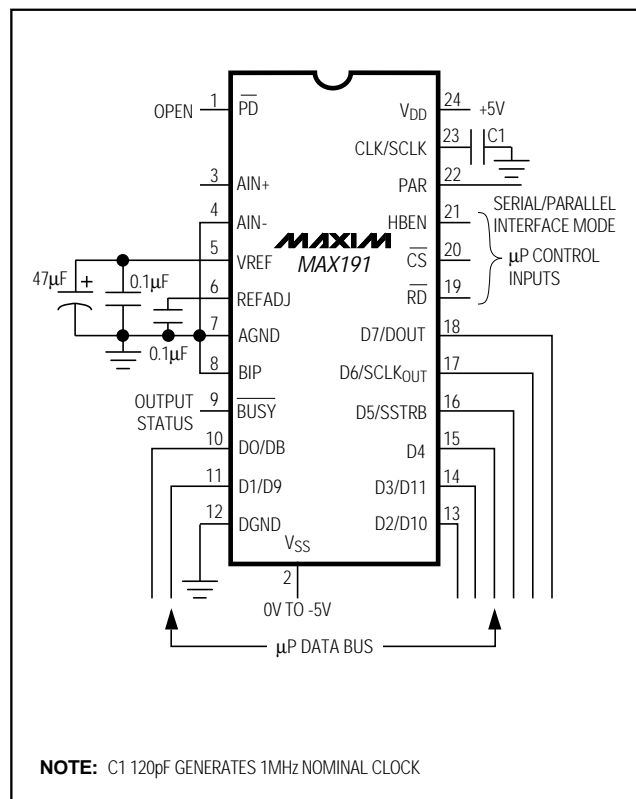 1
OPEN
PD
VDD
24
+5V
23
CLK/SCLK
C1
22
PAR
3
AIN+
4
AIN-
HBEN
21
SERIAL/PARALLEL
INTERFACE MODE
MAXIM
MAX191
CS
20
μP CONTROL
INPUTS
5
VREF
47μF
+
0.1μF
6
REFADJ
RD
19
7
AGND
0.1μF
D7/DOUT
18
8
BIP
D6/SCLKOUT
17
OUTPUT
STATUS
9
BUSY
D5/SSTRB
16
10
D0/DB
D4
15
11
D1/D9
D3/D11
14
12
DGND
D2/D10
13
VSS
2
0V TO -5V
μP DATA BUS
NOTE: C1 120pF GENERATES 1MHz NOMINAL CLOCK